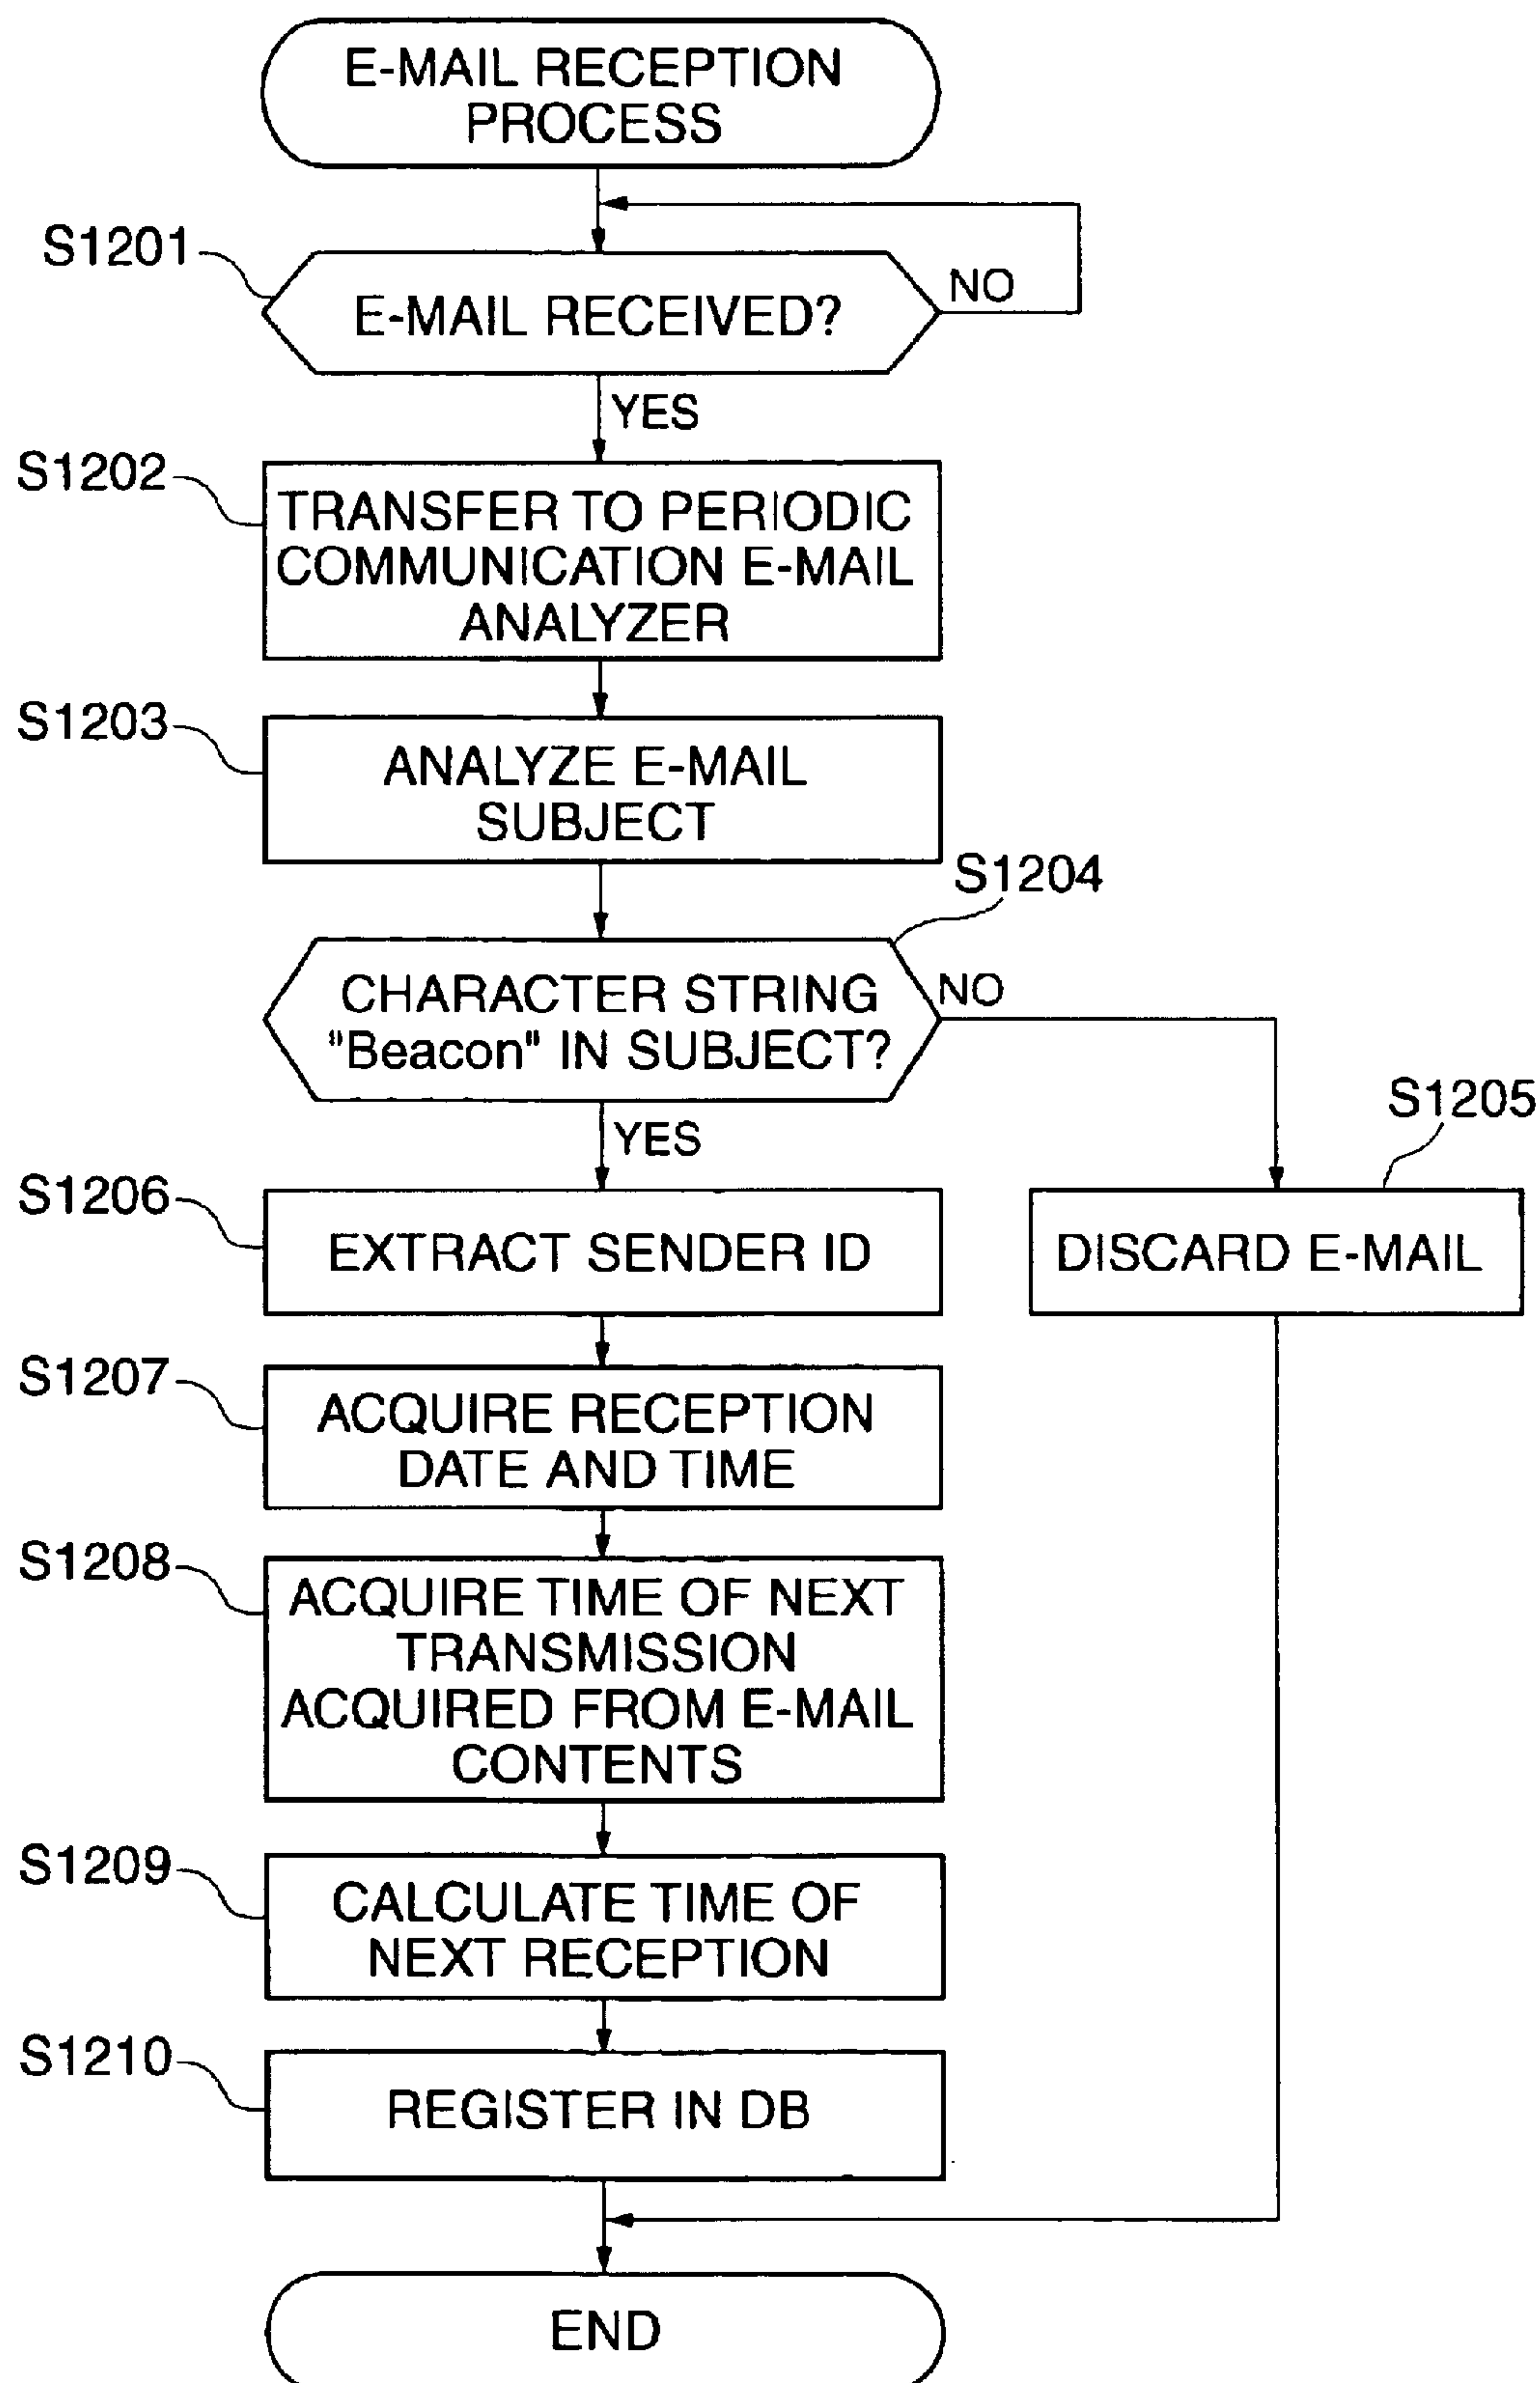 E-MAIL RECEPTION
PROCESS
S1201
E-MAIL RECEIVED?
NO
YES
S1202
TRANSFER TO PERIODIC
COMMUNICATION E-MAIL
ANALYZER
S1203
ANALYZE E-MAIL
SUBJECT
S1204
CHARACTER STRING
"Beacon" IN SUBJECT?
NO
YES
S1205
DISCARD E-MAIL
S1206
EXTRACT SENDER ID
S1207
ACQUIRE RECEPTION
DATE AND TIME
S1208
ACQUIRE TIME OF NEXT
TRANSMISSION
ACQUIRED FROM E-MAIL
CONTENTS
S1209
CALCULATE TIME OF
NEXT RECEPTION
S1210
REGISTER IN DB
END